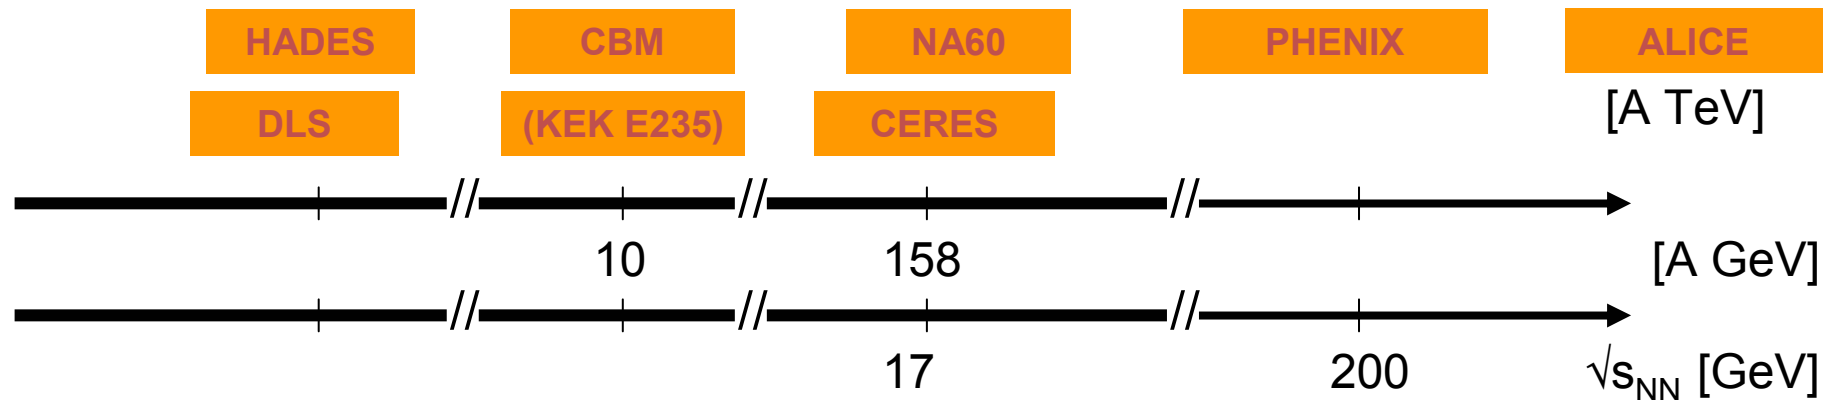 HADES CBM NA60 PHENIX ALICE
DLS (KEK E235) CERES [A TeV]
10 158 [A GeV]
17 200 √sNN [GeV]